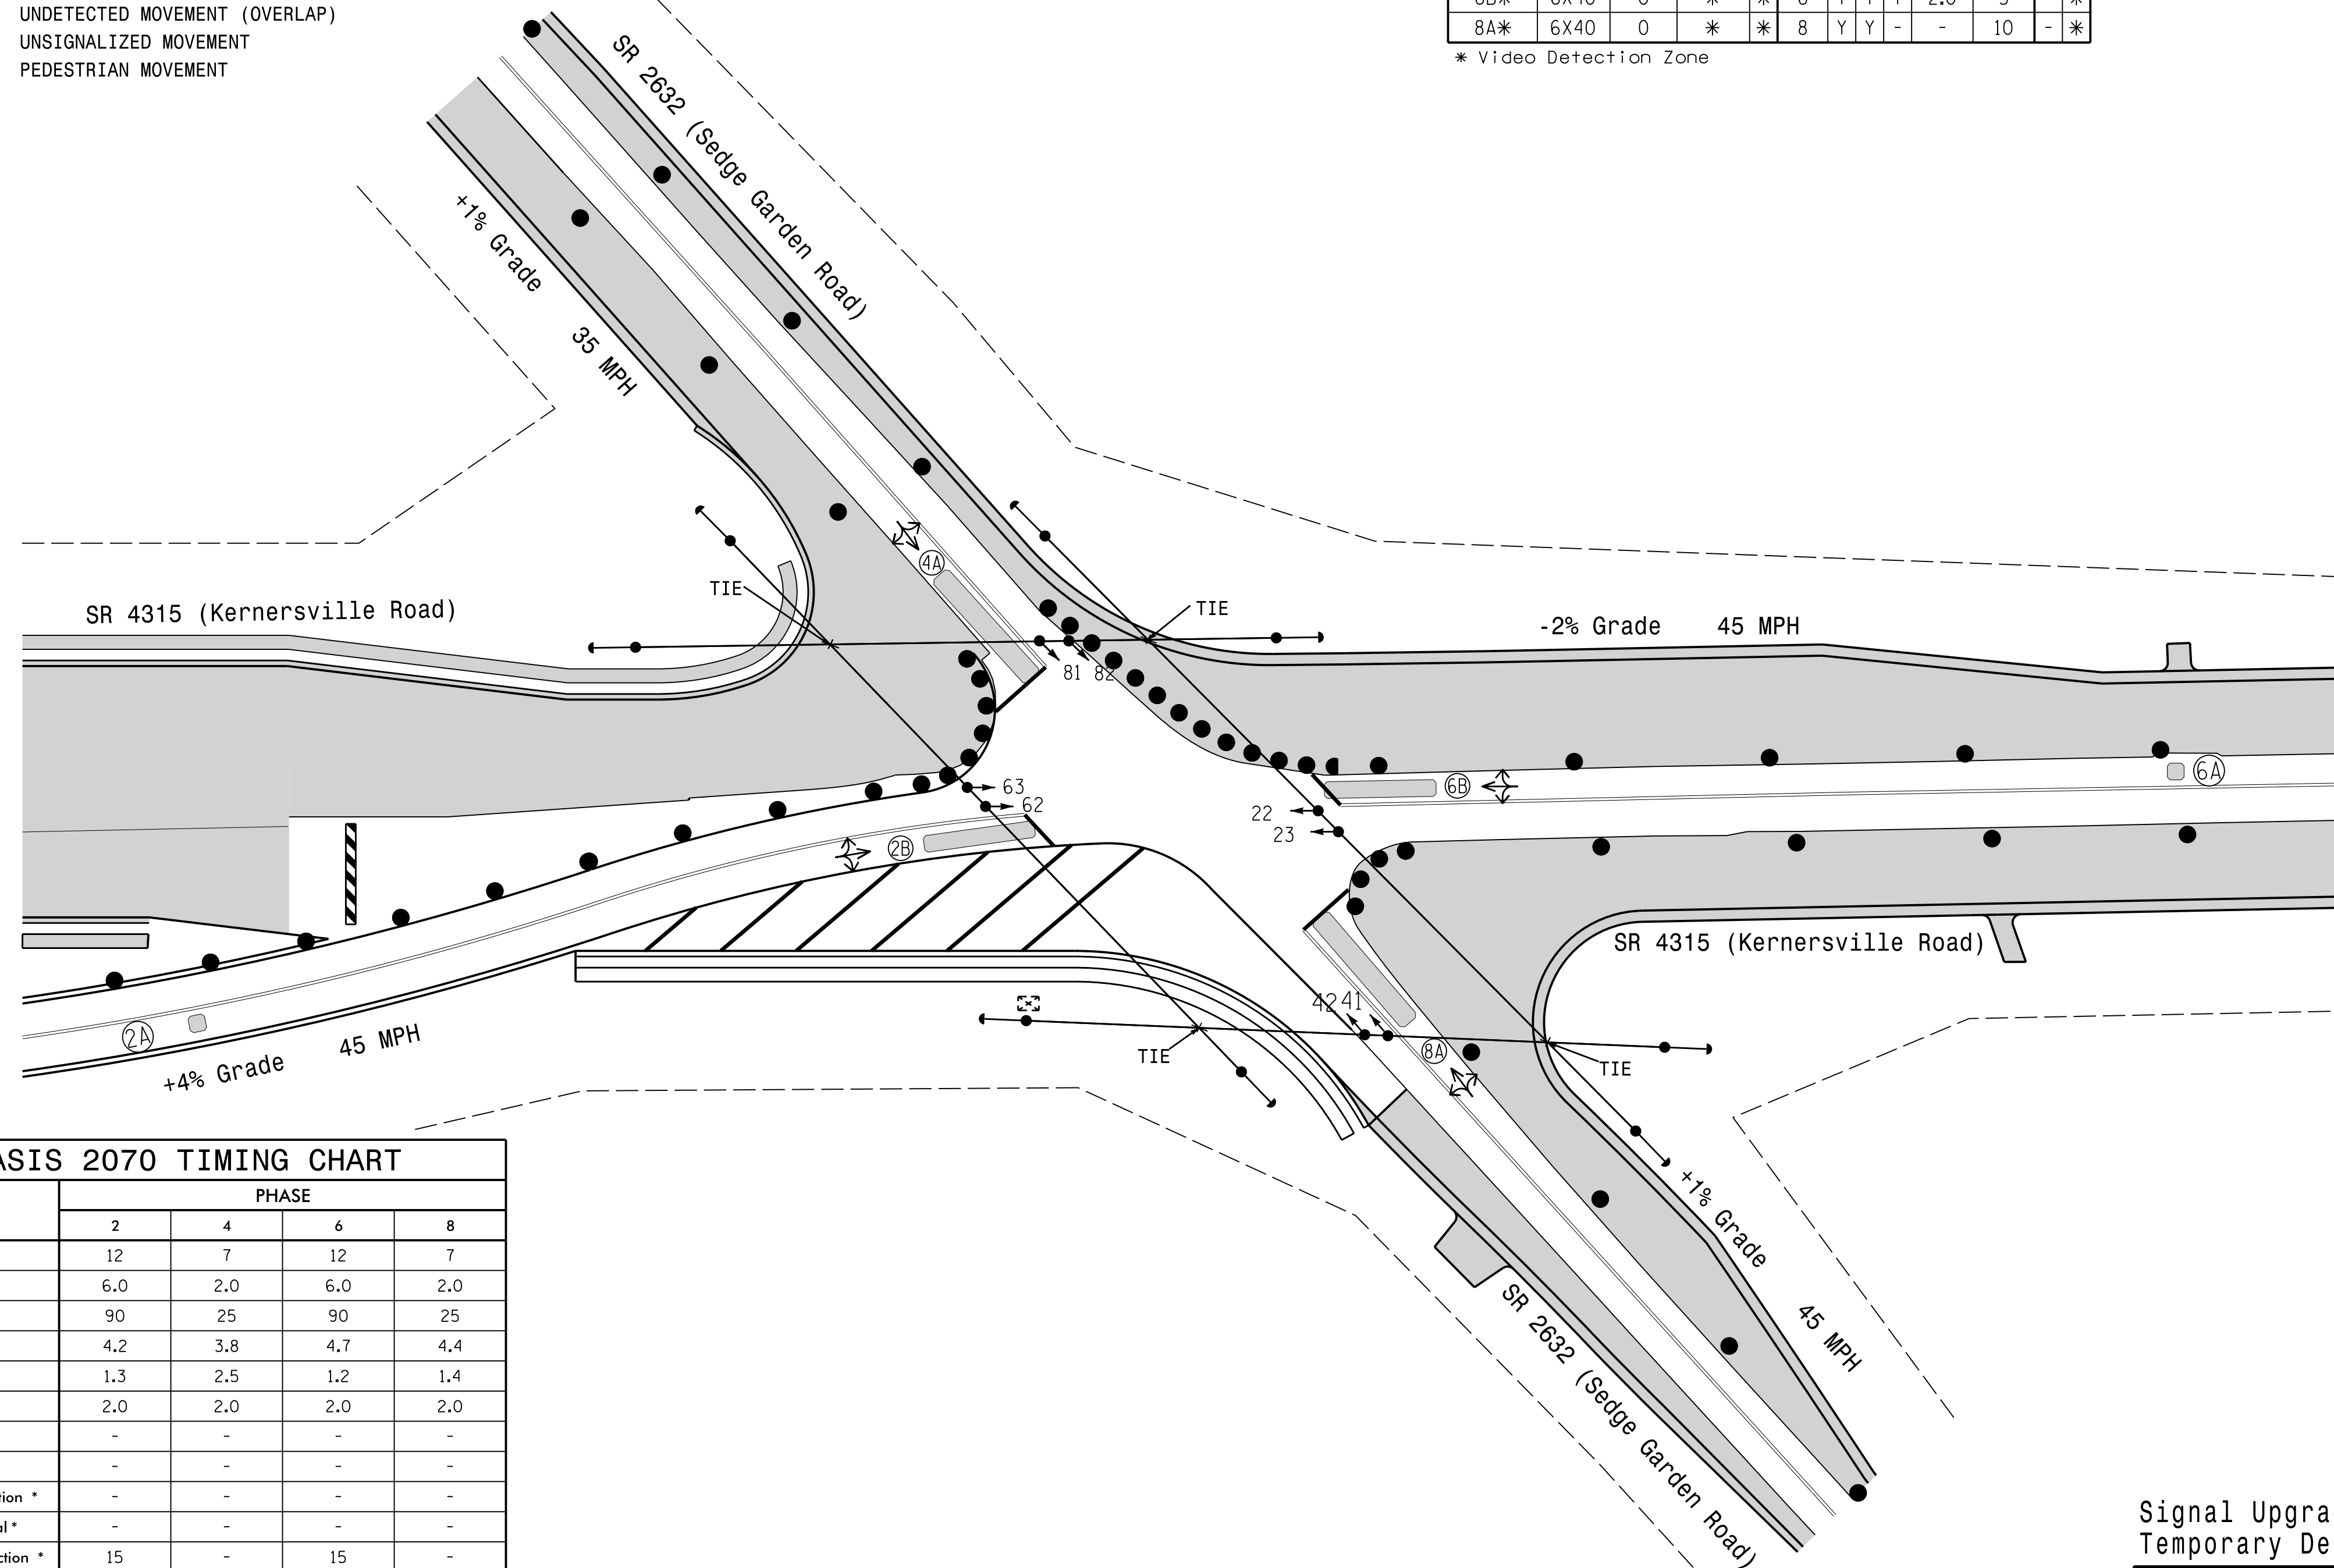 UNDETECTED MOVEMENT (OVERLAP)
UNSIGNALIZED MOVEMENT
PEDESTRIAN MOVEMENT
8A* 6X40 0 * * 8 Y Y - - 10 - *
* Video Detection Zone
SR 2632 (Sedge Garden Road)
+1% Grade
35 MPH
4A
TIE
TIE
SR 4315 (Kernersville Road)
-2% Grade 45 MPH
81 82
63
62
6B
6A
22
23
2B
SR 4315 (Kernersville Road)
42 41
2A
45 MPH
+4% Grade
8A
TIE
TIE
+1% Grade
45 MPH
SR 2632 (Sedge Garden Road)
ASIS 2070 TIMING CHART
PHASE
2 4 6 8
12 7 12 7
6.0 2.0 6.0 2.0
90 25 90 25
4.2 3.8 4.7 4.4
1.3 2.5 1.2 1.4
2.0 2.0 2.0 2.0
- - - -
- - - -
tion * - - - -
al * - - - -
ction * 15 - 15 -
Signal Upgra
Temporary De